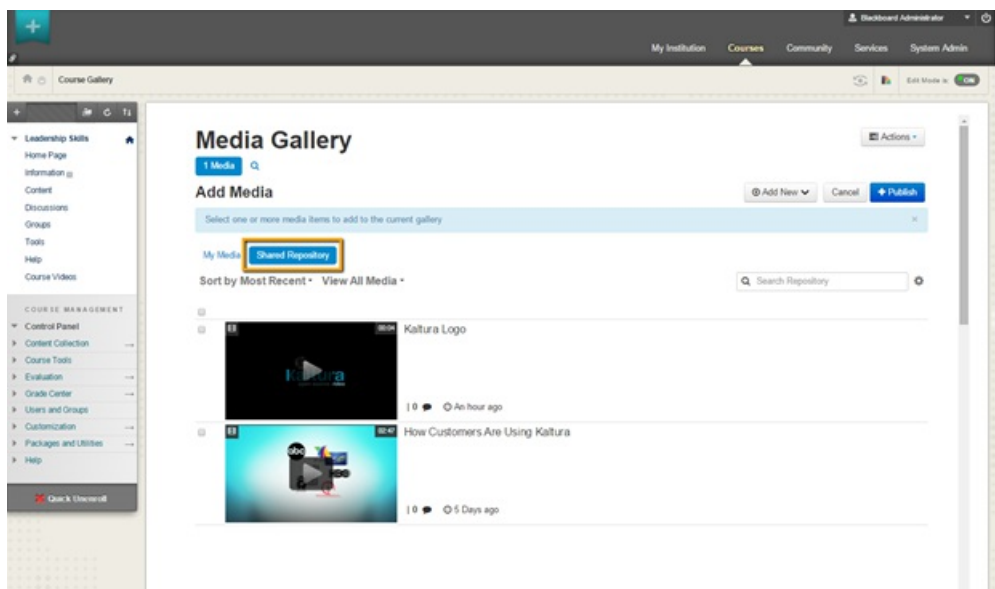 Blackboard Administrator
My Institution Courses Community Services System Admin
Course Gallery
Edit Mode is: ON
Leadership Skills
Home Page
Information
Content
Discussions
Groups
Tools
Help
Course Videos
COURSE MANAGEMENT
Control Panel
Content Collection
Course Tools
Evaluation
Grade Center
Users and Groups
Customization
Packages and Utilities
Help
Quick Unenroll
Media Gallery
Actions
1 Media
Add Media
Add New Cancel + Publish
Select one or more media items to add to the current gallery ×
My Media Shared Repository
Sort by Most Recent View All Media
Search Repository
00:04 Kaltura Logo
Kaltura
| 0 An hour ago
02:47 How Customers Are Using Kaltura
abc
HBO
| 0 5 Days ago